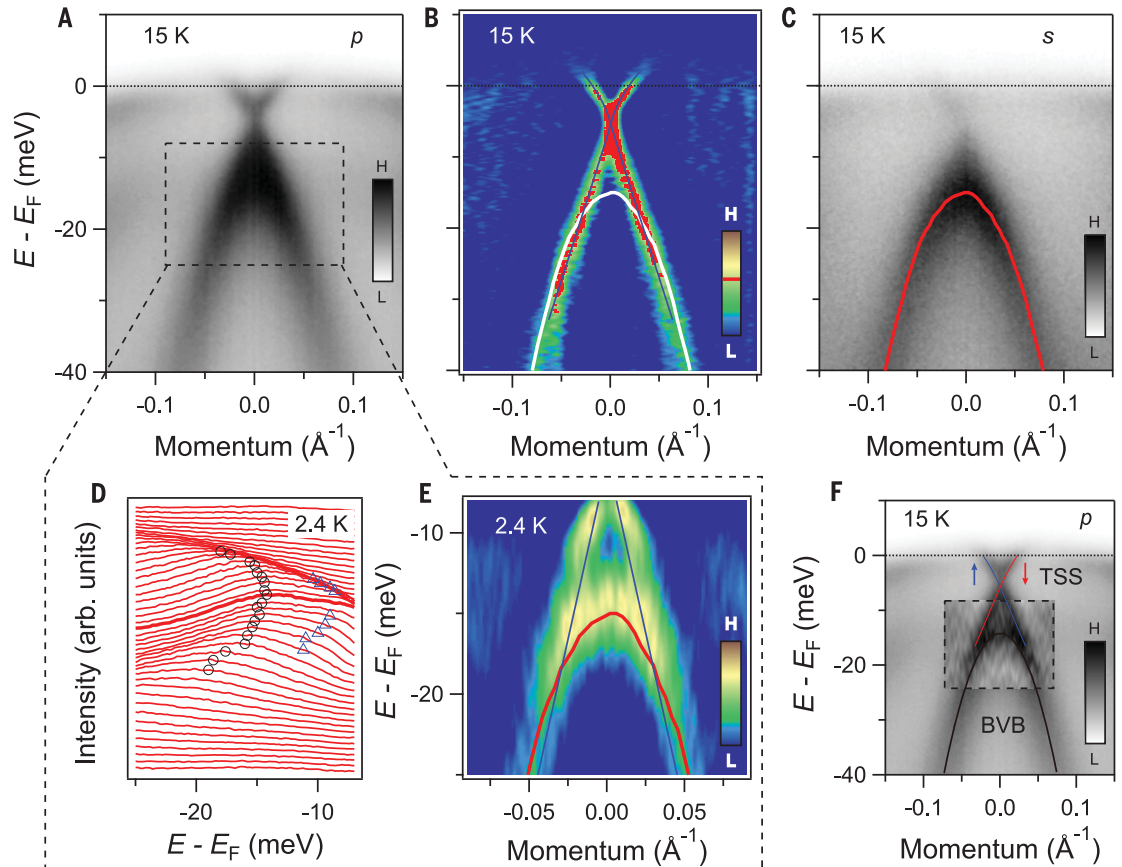 A
15 K
p
0
-20
-40
E - E_F (meV)
H
L
-0.1
0.0
0.1
Momentum (Å⁻¹)
B
15 K
H
L
-0.1
0.0
0.1
Momentum (Å⁻¹)
C
15 K
s
H
L
-0.1
0.0
0.1
Momentum (Å⁻¹)
D
2.4 K
Intensity (arb. units)
-20
-10
E - E_F (meV)
E
2.4 K
-10
-20
E - E_F (meV)
H
L
-0.05
0.00
0.05
Momentum (Å⁻¹)
F
15 K
p
0
-20
-40
E - E_F (meV)
TSS
BVB
H
L
-0.1
0.0
0.1
Momentum (Å⁻¹)